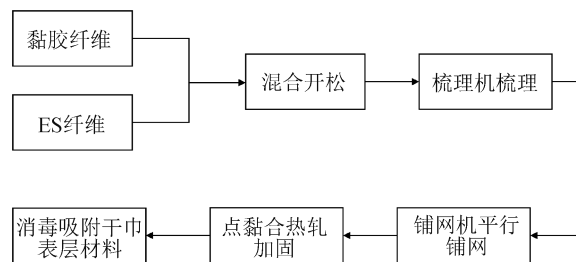 黏胶纤维
ES纤维
混合开松
梳理机梳理
消毒吸附干巾
表层材料
点黏合热轧
加固
铺网机平行
铺网